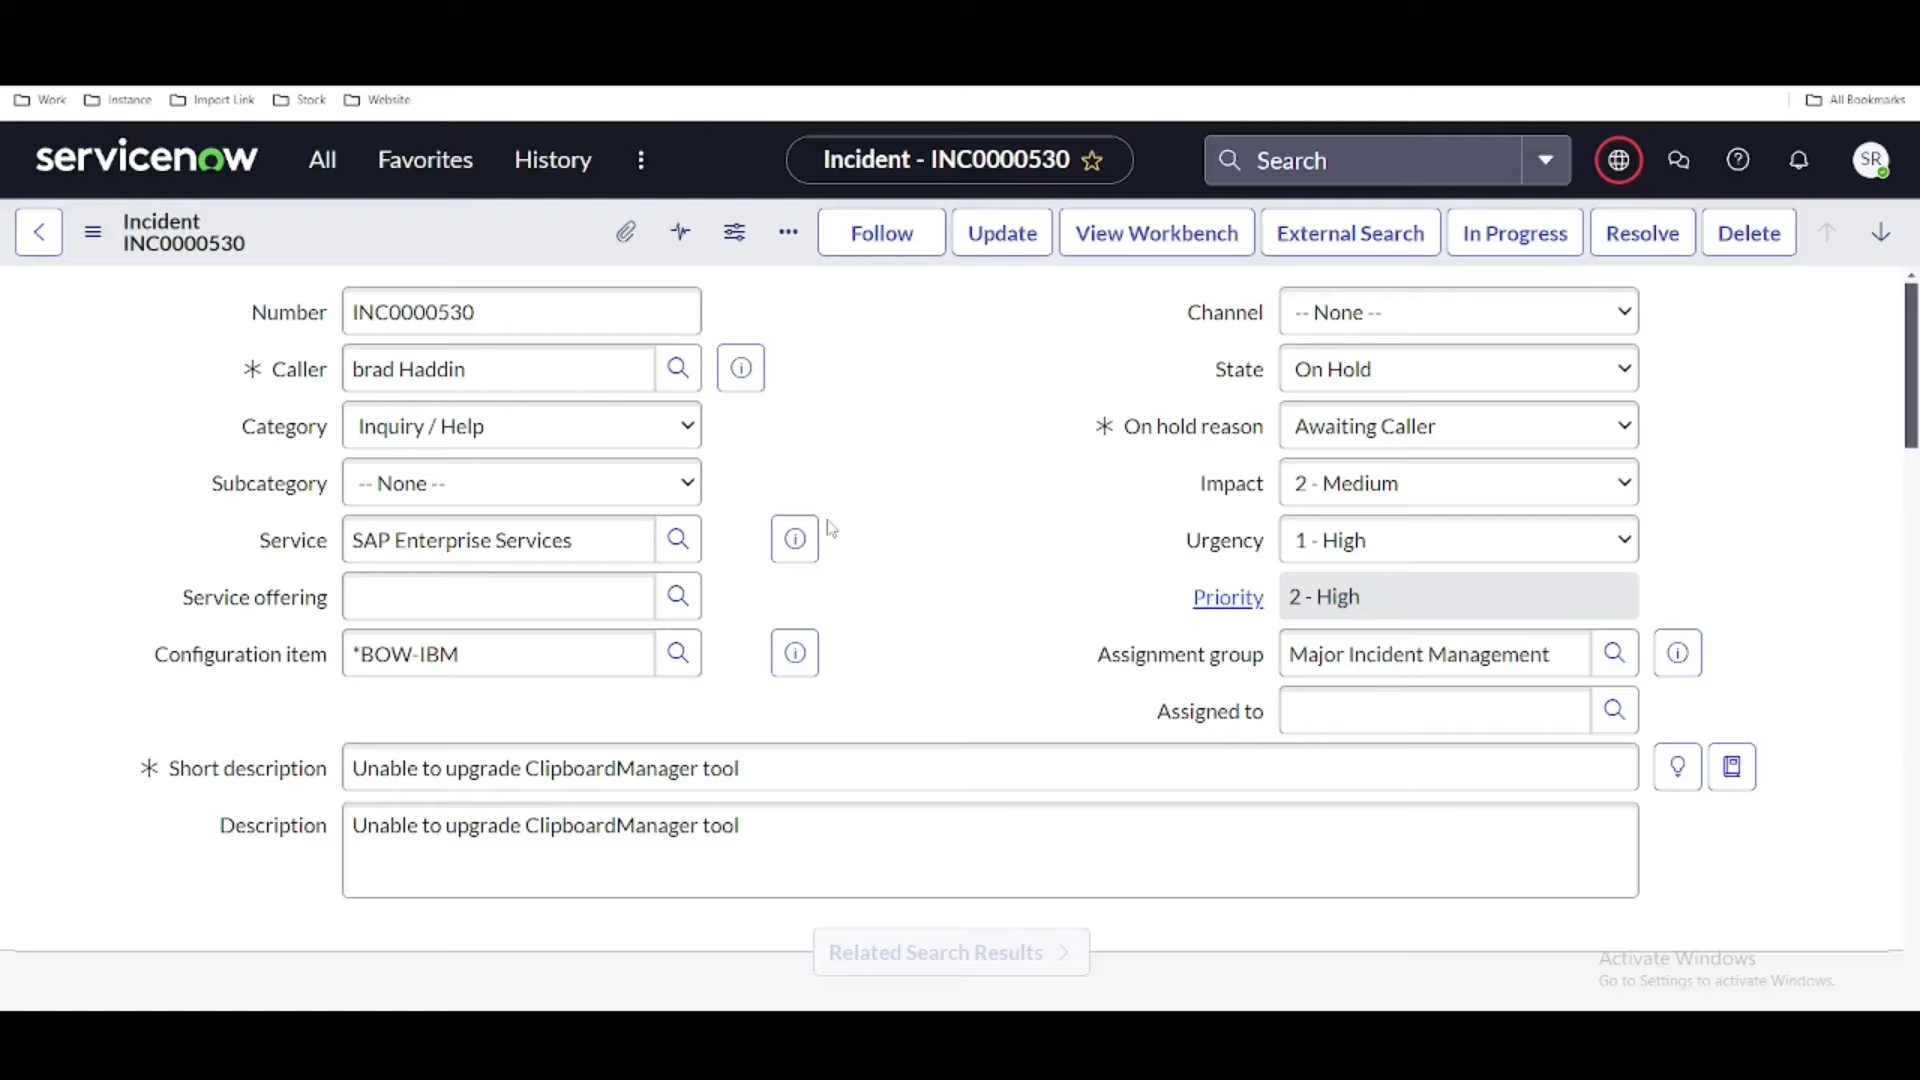 Work Instance Import Link Stock Website All Bookmarks
servicenow All Favorites History Incident - INC0000530 Search SR
Incident
INC0000530
Follow Update View Workbench External Search In Progress Resolve Delete
Number INC0000530 Channel -- None --
* Caller brad Haddin State On Hold
Category Inquiry / Help * On hold reason Awaiting Caller
Subcategory -- None -- Impact 2 - Medium
Service SAP Enterprise Services Urgency 1 - High
Service offering Priority 2 - High
Configuration item *BOW-IBM Assignment group Major Incident Management
Assigned to
* Short description Unable to upgrade ClipboardManager tool
Description Unable to upgrade ClipboardManager tool
Related Search Results
Activate Windows
Go to Settings to activate Windows.